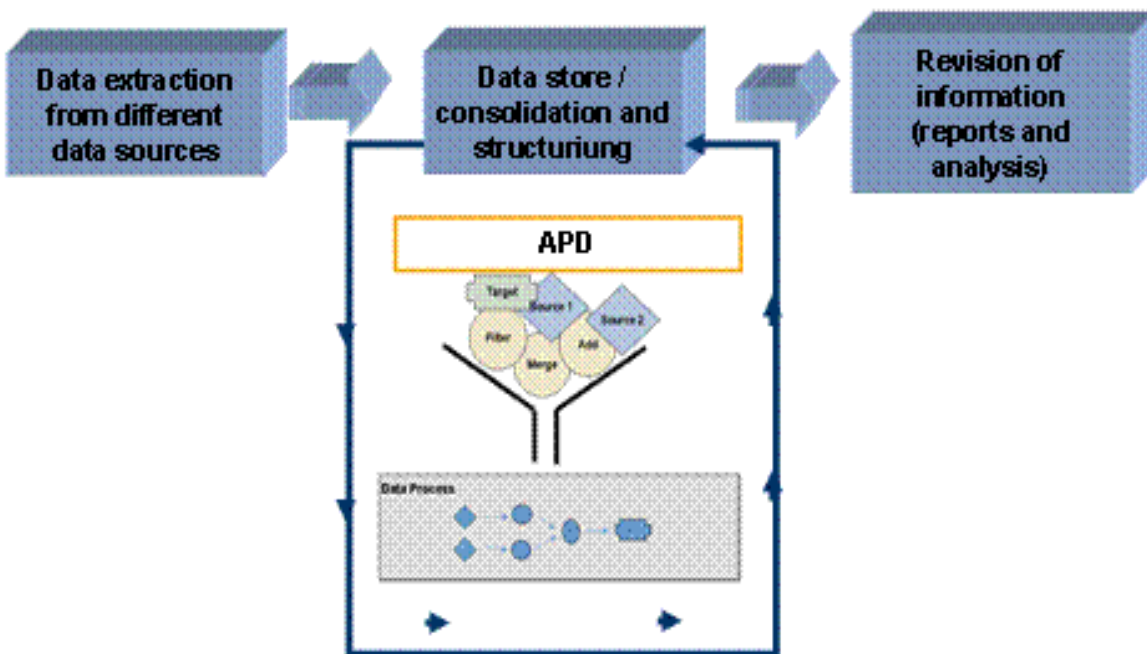 Data extraction
from different
data sources
Data store /
consolidation and
structuriung
Revision of
information
(reports and
analysis)
APD
Target
Source 1
Source 2
Filter
Add
Merge
Data Process